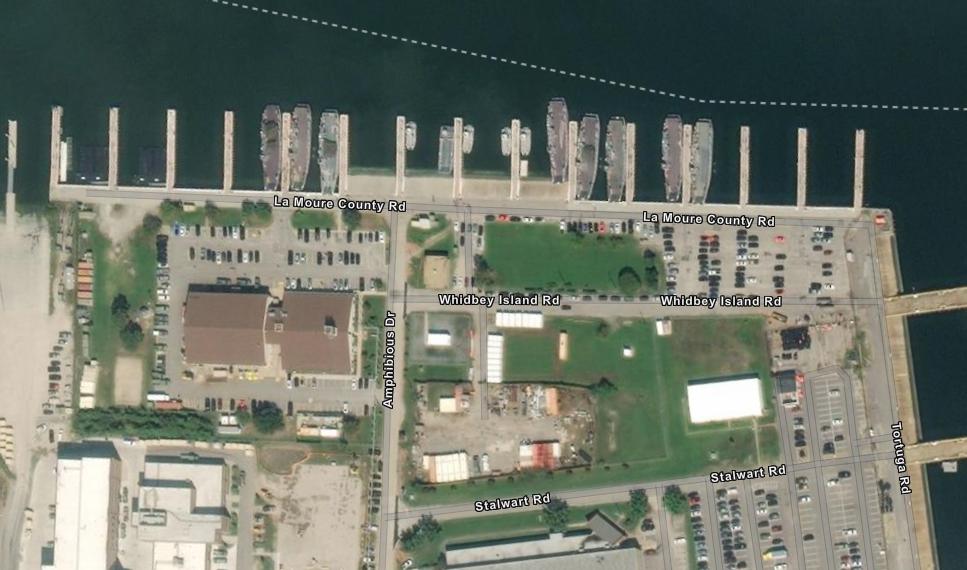 La Moure County Rd
La Moure County Rd
Whidbey Island Rd
Whidbey Island Rd
Amphibious Dr
Tortuga Rd
Stalwart Rd
Stalwart Rd